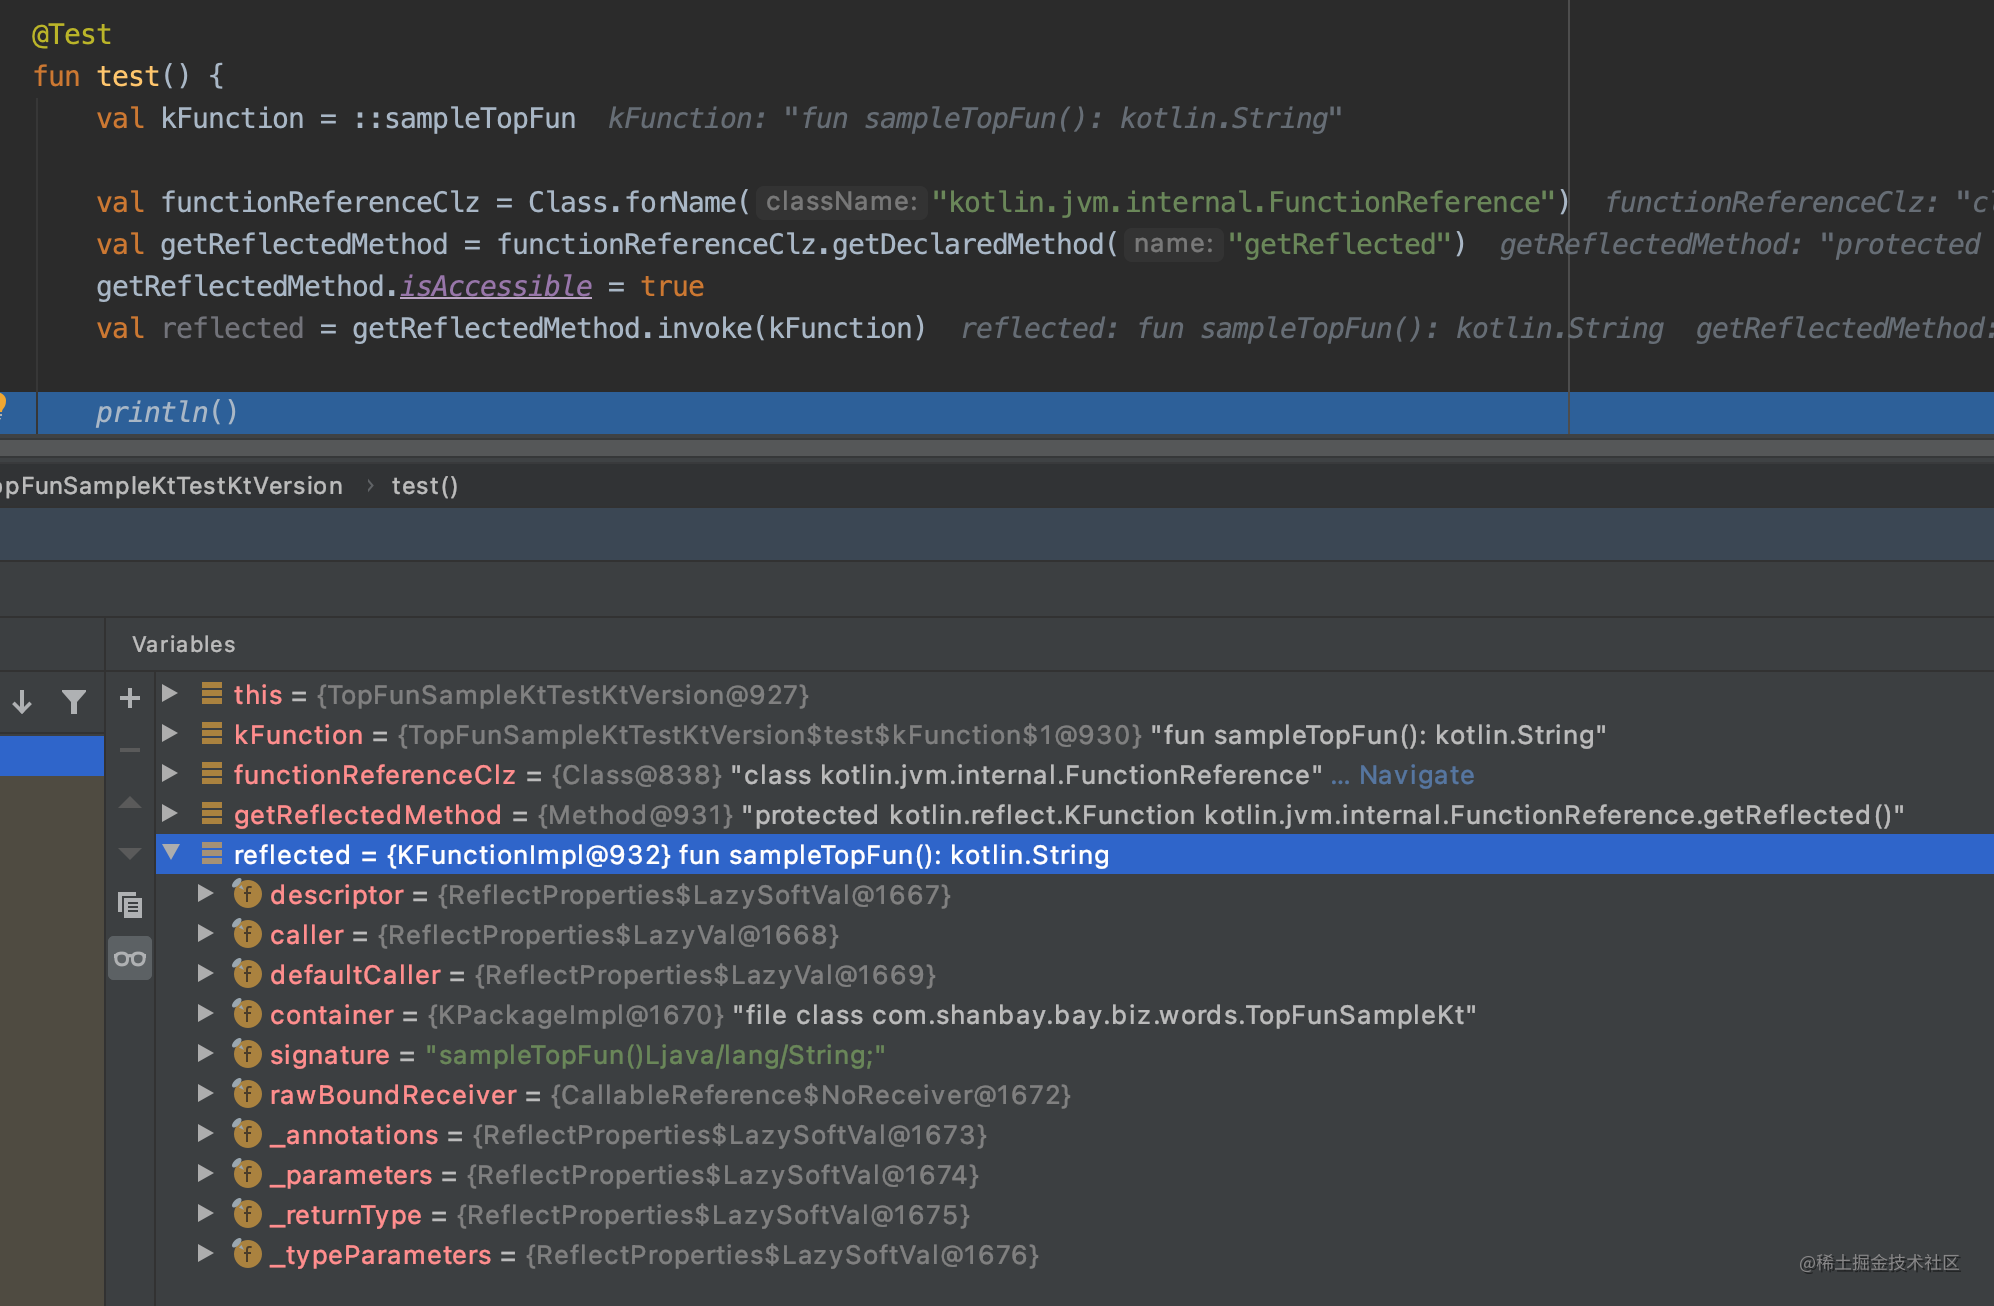 @Test
fun test() {
val kFunction = ::sampleTopFun kFunction: "fun sampleTopFun(): kotlin.String"
val functionReferenceClz = Class.forName( className: "kotlin.jvm.internal.FunctionReference") functionReferenceClz: "cl
val getReflectedMethod = functionReferenceClz.getDeclaredMethod( name: "getReflected") getReflectedMethod: "protected
getReflectedMethod.isAccessible = true
val reflected = getReflectedMethod.invoke(kFunction) reflected: fun sampleTopFun(): kotlin.String getReflectedMethod:
println()
opFunSampleKtTestKtVersion › test()
Variables
this = {TopFunSampleKtTestKtVersion@927}
kFunction = {TopFunSampleKtTestKtVersion$test$kFunction$1@930} "fun sampleTopFun(): kotlin.String"
functionReferenceClz = {Class@838} "class kotlin.jvm.internal.FunctionReference" ... Navigate
getReflectedMethod = {Method@931} "protected kotlin.reflect.KFunction kotlin.jvm.internal.FunctionReference.getReflected()"
reflected = {KFunctionImpl@932} fun sampleTopFun(): kotlin.String
descriptor = {ReflectProperties$LazySoftVal@1667}
caller = {ReflectProperties$LazyVal@1668}
defaultCaller = {ReflectProperties$LazyVal@1669}
container = {KPackageImpl@1670} "file class com.shanbay.bay.biz.words.TopFunSampleKt"
signature = "sampleTopFun()Ljava/lang/String;"
rawBoundReceiver = {CallableReference$NoReceiver@1672}
_annotations = {ReflectProperties$LazySoftVal@1673}
_parameters = {ReflectProperties$LazySoftVal@1674}
_returnType = {ReflectProperties$LazySoftVal@1675}
_typeParameters = {ReflectProperties$LazySoftVal@1676}
@稀土掘金技术社区